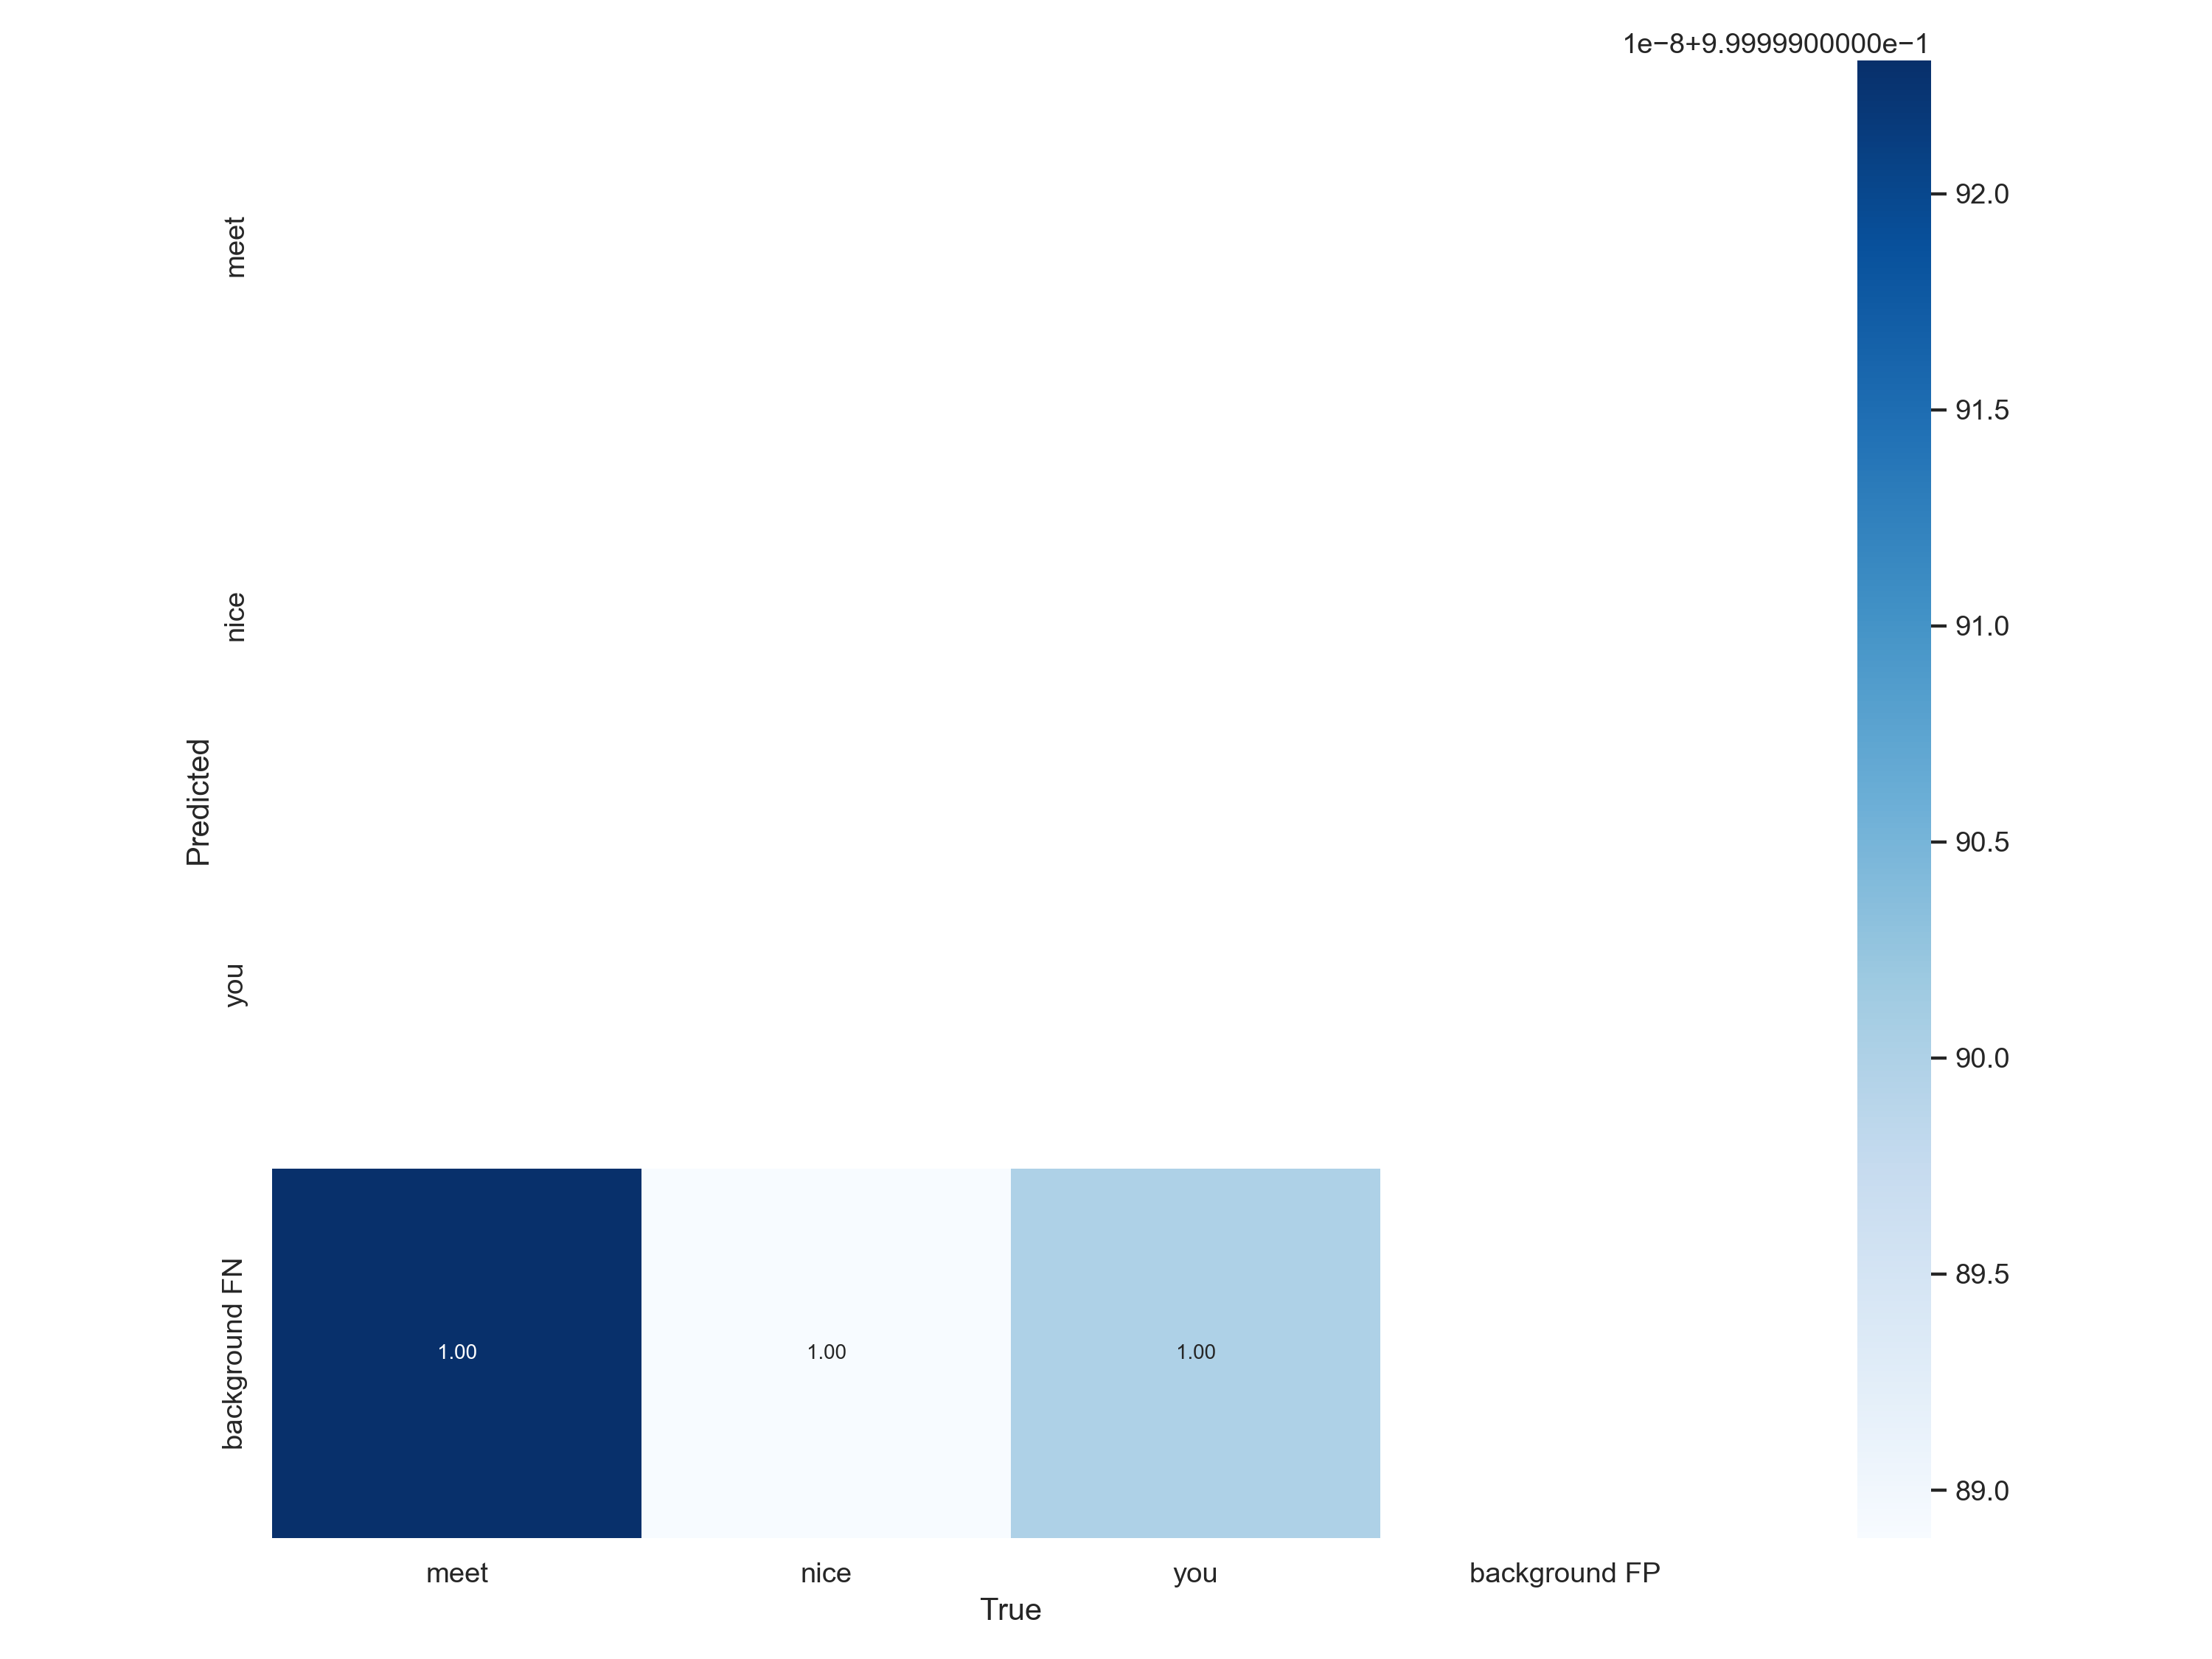 1e−8+9.9999900000e−1
92.0
91.5
91.0
90.5
90.0
89.5
89.0
Predicted
meet
nice
you
background FN
1.00 1.00 1.00
meet nice you background FP
True